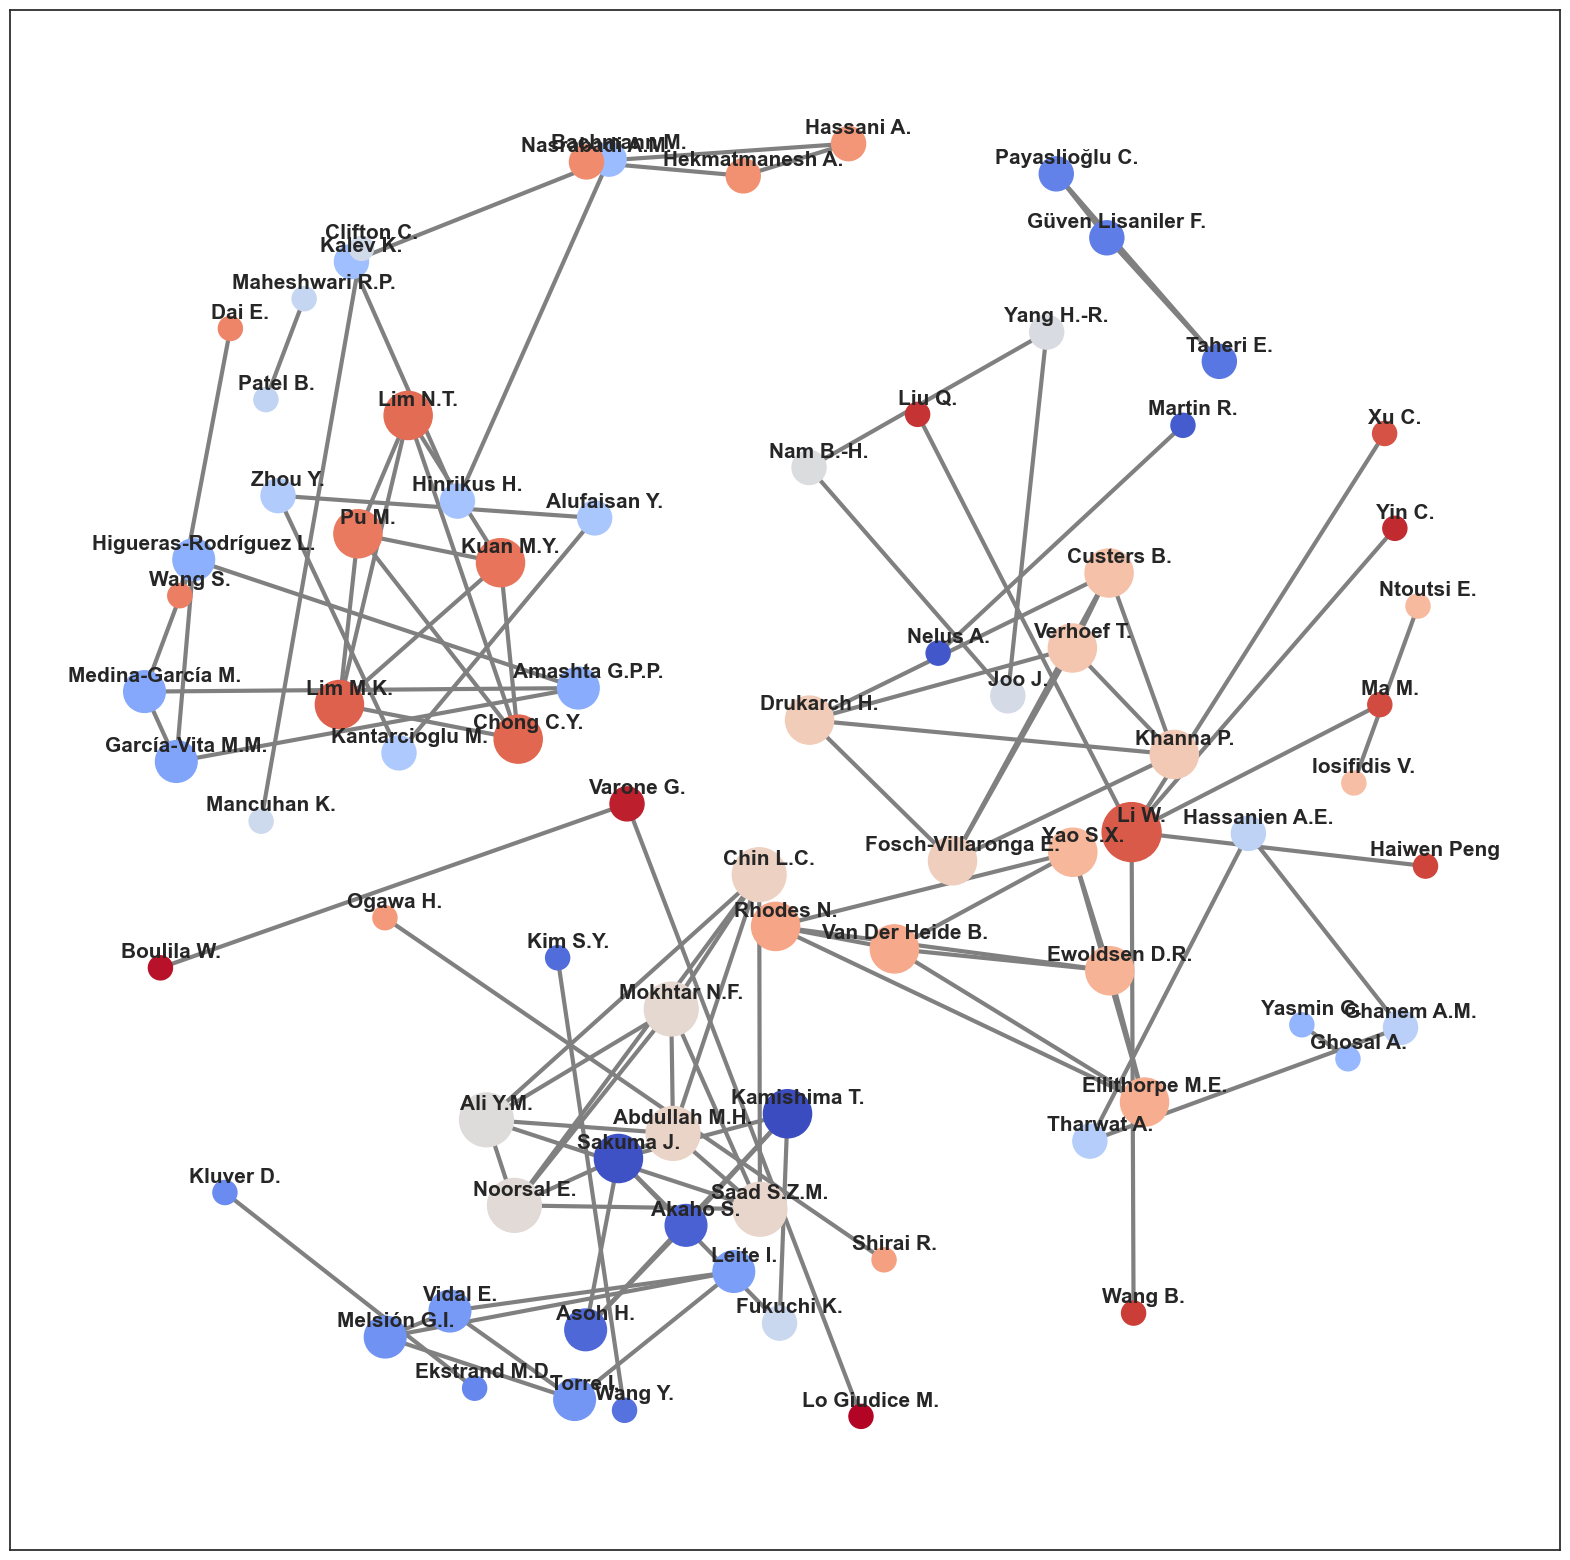 Hassani A.
Bachmann M.
Nasrabadi A.M.
Hekmatmanesh A.
Payaslioğlu C.
Güven Lisaniler F.
Clifton C.
Kalev K.
Maheshwari R.P.
Dai E.
Yang H.-R.
Taheri E.
Patel B.
Lim N.T.
Liu Q.
Martin R.
Xu C.
Nam B.-H.
Zhou Y.
Hinrikus H.
Alufaisan Y.
Pu M.
Yin C.
Higueras-Rodríguez L.
Kuan M.Y.
Custers B.
Wang S.
Ntoutsi E.
Verhoef T.
Nelus A.
Medina-García M.
Amashta G.P.P.
Joo J.
Lim M.K.
Ma M.
Drukarch H.
Chong C.Y.
Kantarcioglu M.
Khanna P.
García-Vita M.M.
Iosifidis V.
Varone G.
Mancuhan K.
Li W.
Hassanien A.E.
Yao S.X.
Fosch-Villaronga E.
Haiwen Peng
Chin L.C.
Ogawa H.
Rhodes N.
Van Der Heide B.
Kim S.Y.
Boulila W.
Ewoldsen D.R.
Mokhtar N.F.
Yasmin G.
Ghanem A.M.
Ghosal A.
Ellithorpe M.E.
Kamishima T.
Ali Y.M.
Abdullah M.H.
Tharwat A.
Sakuma J.
Kluver D.
Noorsal E.
Saad S.Z.M.
Akaho S.
Shirai R.
Leite I.
Vidal E.
Wang B.
Fukuchi K.
Asoh H.
Melsión G.I.
Ekstrand M.D.
Torre I.
Wang Y.
Lo Giudice M.